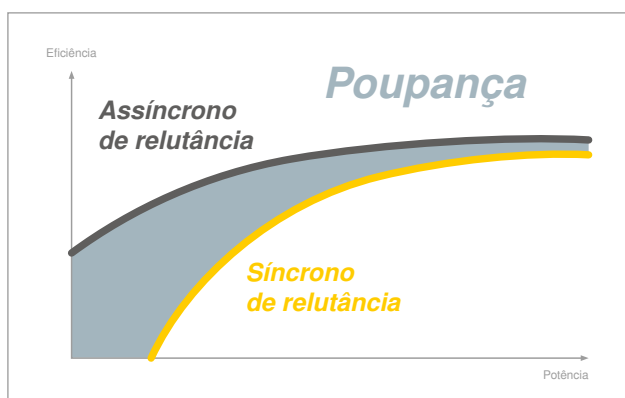 Eficiência
Poupança
Assíncrono
de relutância
Síncrono
de relutância
Potência